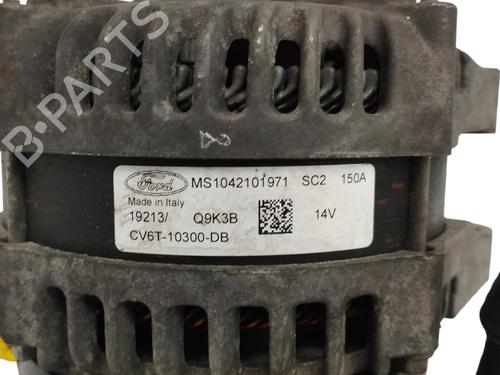 B-PARTS
Ford MS1042101971 SC2 150A
Made in Italy
19213/ Q9K3B 14V
CV6T-10300-DB